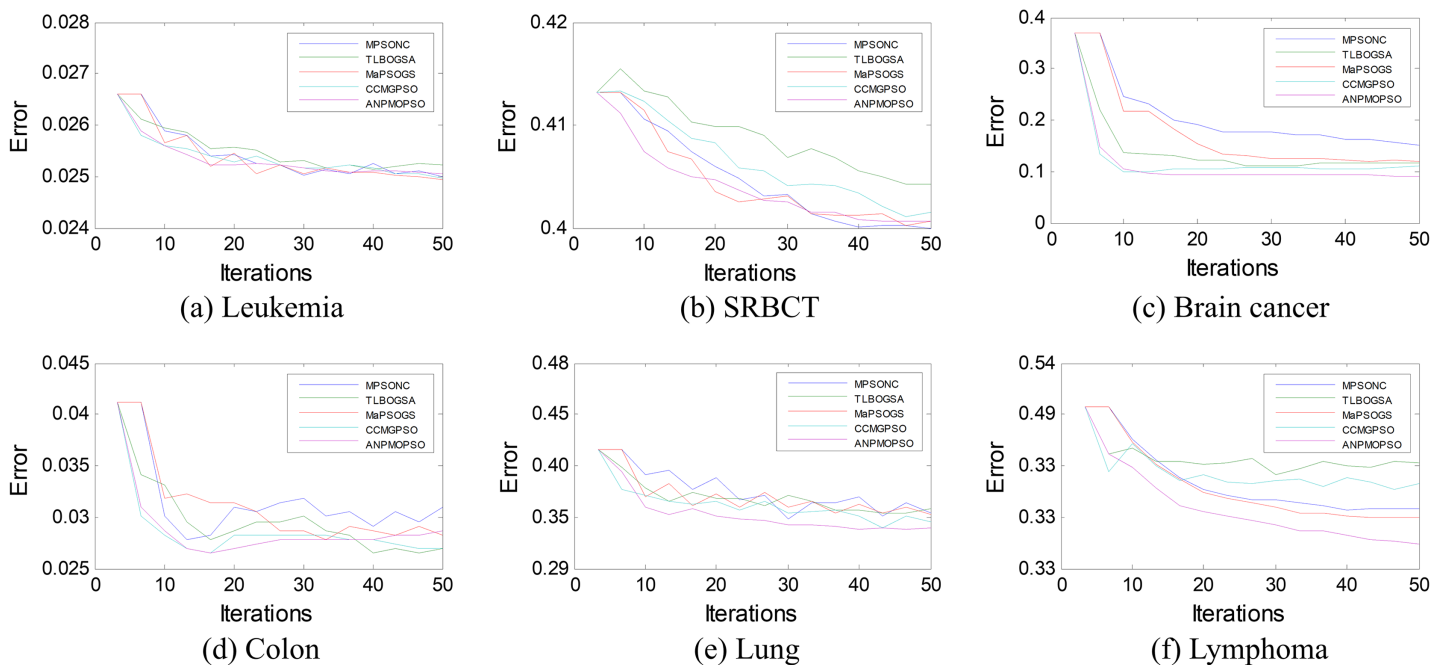 0.028
0.027
0.026
0.025
0.024
Error
0 10 20 30 40 50
Iterations
MPSONC
TLBOGSA
MaPSOGS
CCMGPSO
ANPMOPSO
(a) Leukemia
0.42
0.41
0.4
Error
0 10 20 30 40 50
Iterations
MPSONC
TLBOGSA
MaPSOGS
CCMGPSO
ANPMOPSO
(b) SRBCT
0.4
0.3
0.2
0.1
0
Error
0 10 20 30 40 50
Iterations
MPSONC
TLBOGSA
MaPSOGS
CCMGPSO
ANPMOPSO
(c) Brain cancer
0.045
0.04
0.035
0.03
0.025
Error
0 10 20 30 40 50
Iterations
MPSONC
TLBOGSA
MaPSOGS
CCMGPSO
ANPMOPSO
(d) Colon
0.48
0.45
0.40
0.35
0.29
Error
0 10 20 30 40 50
Iterations
MPSONC
TLBOGSA
MaPSOGS
CCMGPSO
ANPMOPSO
(e) Lung
0.54
0.49
0.33
0.33
0.33
Error
0 10 20 30 40 50
Iterations
MPSONC
TLBOGSA
MaPSOGS
CCMGPSO
ANPMOPSO
(f) Lymphoma